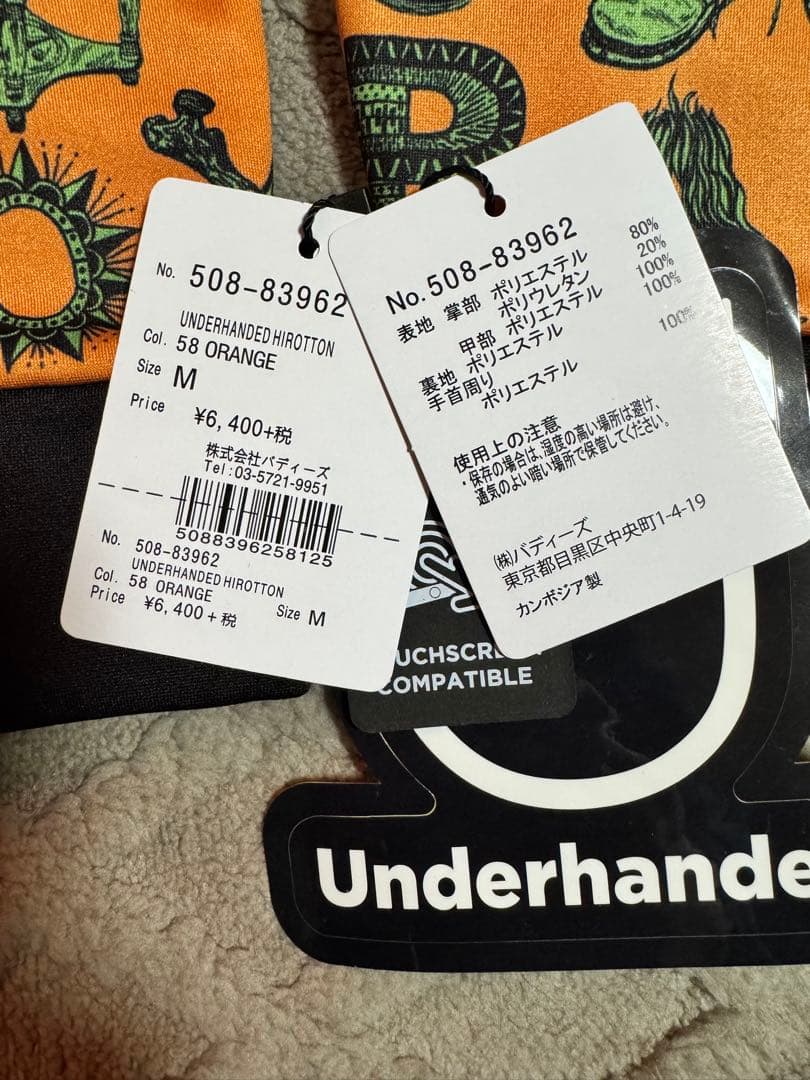 No. 508-83962
UNDERHANDED HIROTTON
Col. 58 ORANGE
Size M
Price ¥6,400+税
株式会社バディーズ
Tel:03-5721-9951
5088396258125
No. 508-83962
UNDERHANDED HIROTTON
Col. 58 ORANGE
Price ¥6,400+税 Size M
No. 508-83962
表地 掌部 ポリエステル 80%
ポリウレタン 20%
甲部 ポリエステル 100%
裏地 ポリエステル 100%
手首周り
ポリエステル 100%
使用上の注意
・保存の場合は、湿度の高い場所は避け、
通気のよい暗い場所で保管してください。
(株)バディーズ
東京都目黒区中央町1-4-19
カンボジア製
UCHSCRE
COMPATIBLE
Underhande